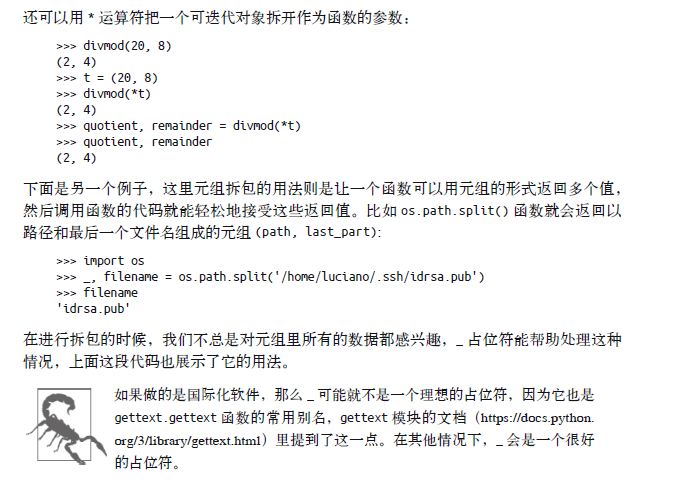 还可以用 * 运算符把一个可迭代对象拆开作为函数的参数：
>>> divmod(20, 8)
(2, 4)
>>> t = (20, 8)
>>> divmod(*t)
(2, 4)
>>> quotient, remainder = divmod(*t)
>>> quotient, remainder
(2, 4)
下面是另一个例子，这里元组拆包的用法则是让一个函数可以用元组的形式返回多个值，
然后调用函数的代码就能轻松地接受这些返回值。比如 os.path.split() 函数就会返回以
路径和最后一个文件名组成的元组 (path, last_part):
>>> import os
>>> _, filename = os.path.split('/home/luciano/.ssh/idrsa.pub')
>>> filename
'idrsa.pub'
在进行拆包的时候，我们不总是对元组里所有的数据都感兴趣，_ 占位符能帮助处理这种
情况，上面这段代码也展示了它的用法。
如果做的是国际化软件，那么 _ 可能就不是一个理想的占位符，因为它也是
gettext.gettext 函数的常用别名，gettext 模块的文档（https://docs.python.
org/3/library/gettext.html）里提到了这一点。在其他情况下，_ 会是一个很好
的占位符。